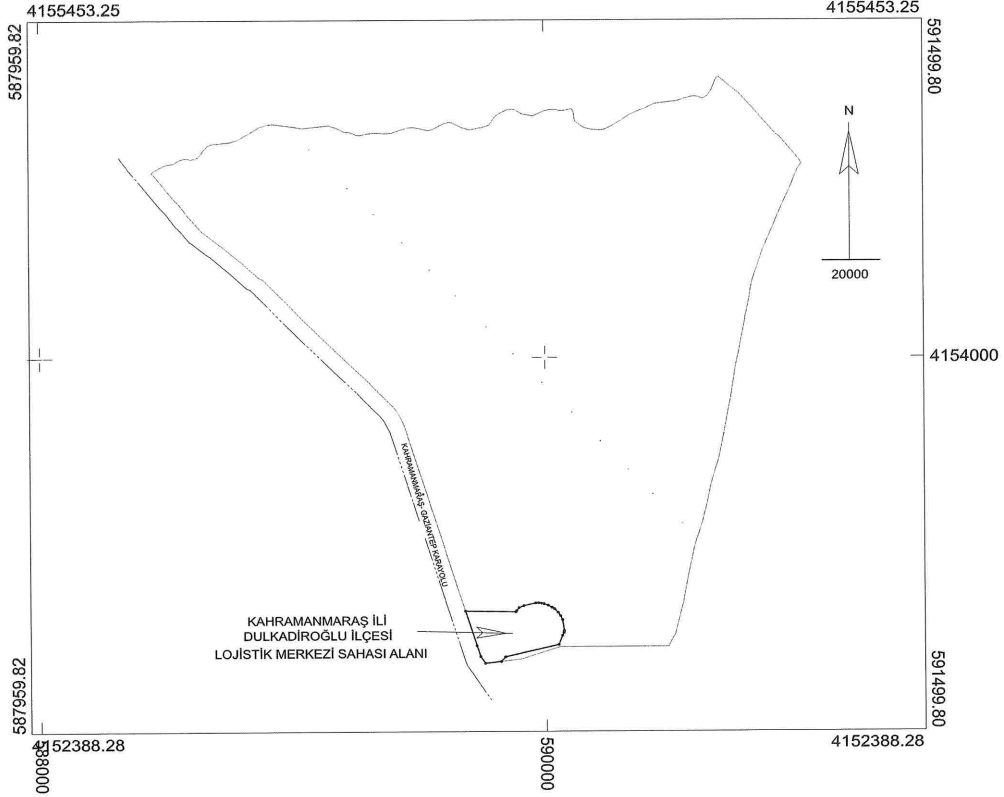 4155453.25
4155453.25
587959.82
591499.80
N
20000
4154000
KAHRAMANMARAŞ- GAZİANTEP KARAYOLU
KAHRAMANMARAŞ İLİ
DULKADİROĞLU İLÇESİ
LOJİSTİK MERKEZİ SAHASI ALANI
587959.82
591499.80
4152388.28
4152388.28
588000
590000